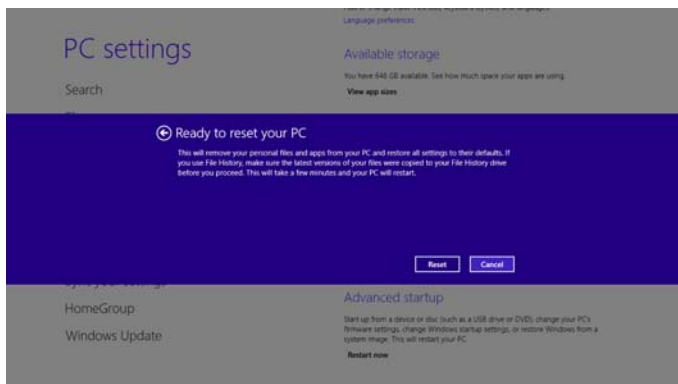 Language preferences
PC settings
Available storage
You have 648 GB available. See how much space your apps are using.
Search
View app sizes
Ready to reset your PC
This will remove your personal files and apps from your PC and restore all settings to their defaults. If
you use File History, make sure the latest versions of your files were copied to your File History drive
before you proceed. This will take a few minutes and your PC will restart.
Reset
Cancel
Advanced startup
HomeGroup
Start up from a device or disc (such as a USB drive or DVD), change your PC's
firmware settings, change Windows startup settings, or restore Windows from a
system image. This will restart your PC.
Windows Update
Restart now